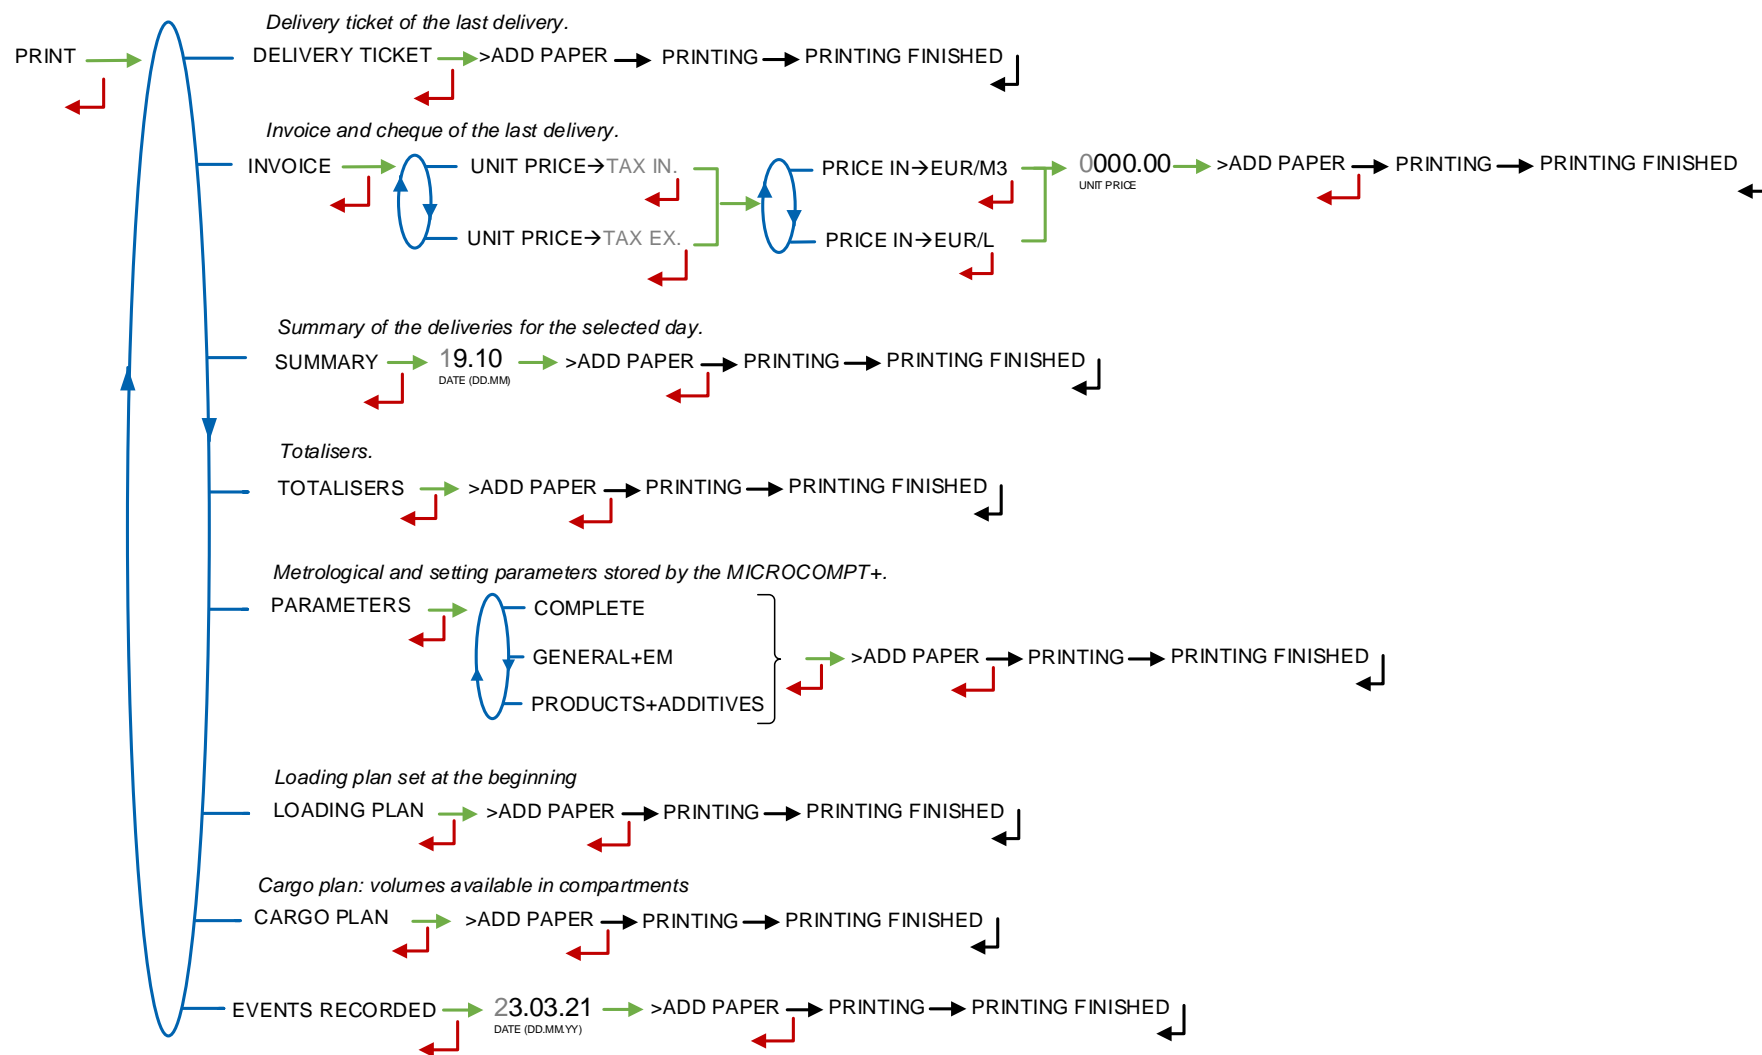 Delivery ticket of the last delivery.
PRINT DELIVERY TICKET >ADD PAPER PRINTING PRINTING FINISHED
Invoice and cheque of the last delivery.
INVOICE UNIT PRICE→TAX IN. PRICE IN→EUR/M3 0000.00 >ADD PAPER PRINTING PRINTING FINISHED
UNIT PRICE
UNIT PRICE→TAX EX. PRICE IN→EUR/L
Summary of the deliveries for the selected day.
SUMMARY 19.10 >ADD PAPER PRINTING PRINTING FINISHED
DATE (DD.MM)
Totalisers.
TOTALISERS >ADD PAPER PRINTING PRINTING FINISHED
Metrological and setting parameters stored by the MICROCOMPT+.
PARAMETERS COMPLETE
GENERAL+EM >ADD PAPER PRINTING PRINTING FINISHED
PRODUCTS+ADDITIVES
Loading plan set at the beginning
LOADING PLAN >ADD PAPER PRINTING PRINTING FINISHED
Cargo plan: volumes available in compartments
CARGO PLAN >ADD PAPER PRINTING PRINTING FINISHED
EVENTS RECORDED 23.03.21 >ADD PAPER PRINTING PRINTING FINISHED
DATE (DD.MM.YY)